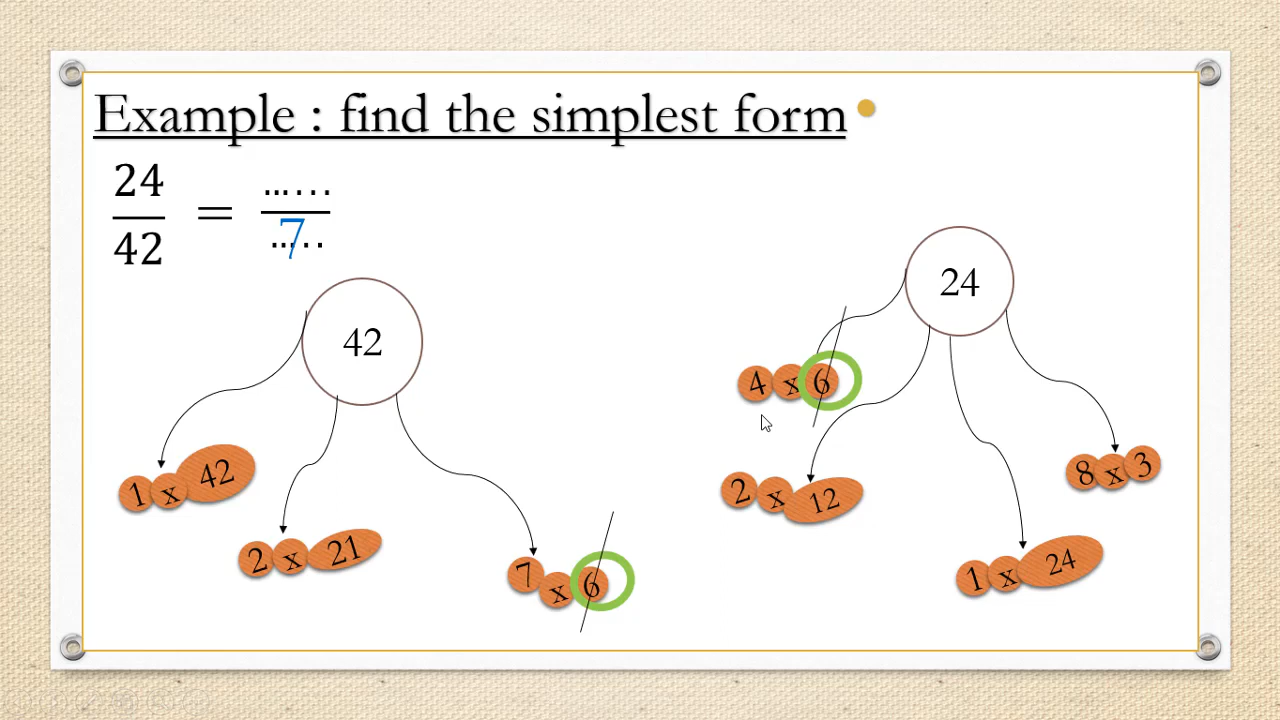 Example : find the simplest form
24/42 = ....../.....
7
42
24
4 x 6
1 x 42
2 x 21
7 x 6
2 x 12
8 x 3
1 x 24